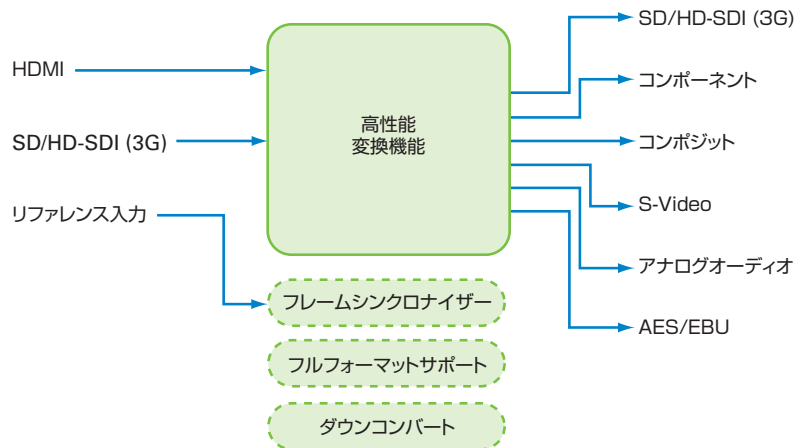 HDMI
SD/HD-SDI (3G)
リファレンス入力
高性能
変換機能
フレームシンクロナイザー
フルフォーマットサポート
ダウンコンバート
SD/HD-SDI (3G)
コンポーネント
コンポジット
S-Video
アナログオーディオ
AES/EBU